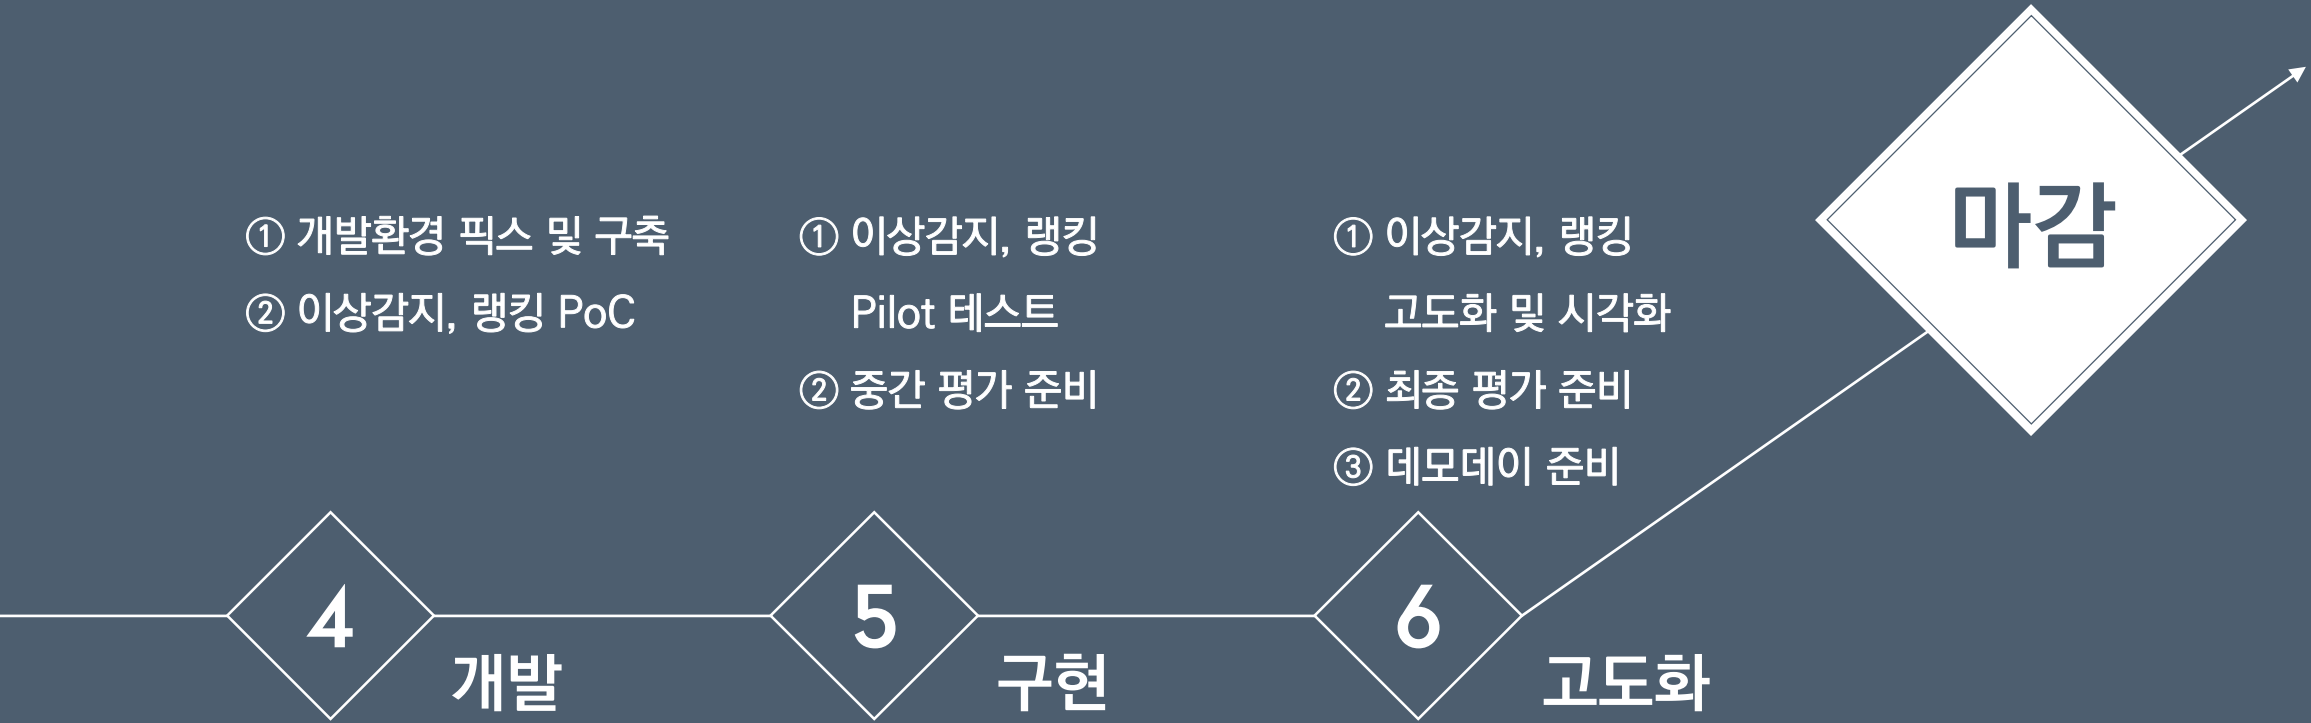 ① 개발환경 픽스 및 구축
② 이상감지, 랭킹 PoC
4
개발
① 이상감지, 랭킹
Pilot 테스트
② 중간 평가 준비
5
구현
① 이상감지, 랭킹
고도화 및 시각화
② 최종 평가 준비
③ 데모데이 준비
6
고도화
마감